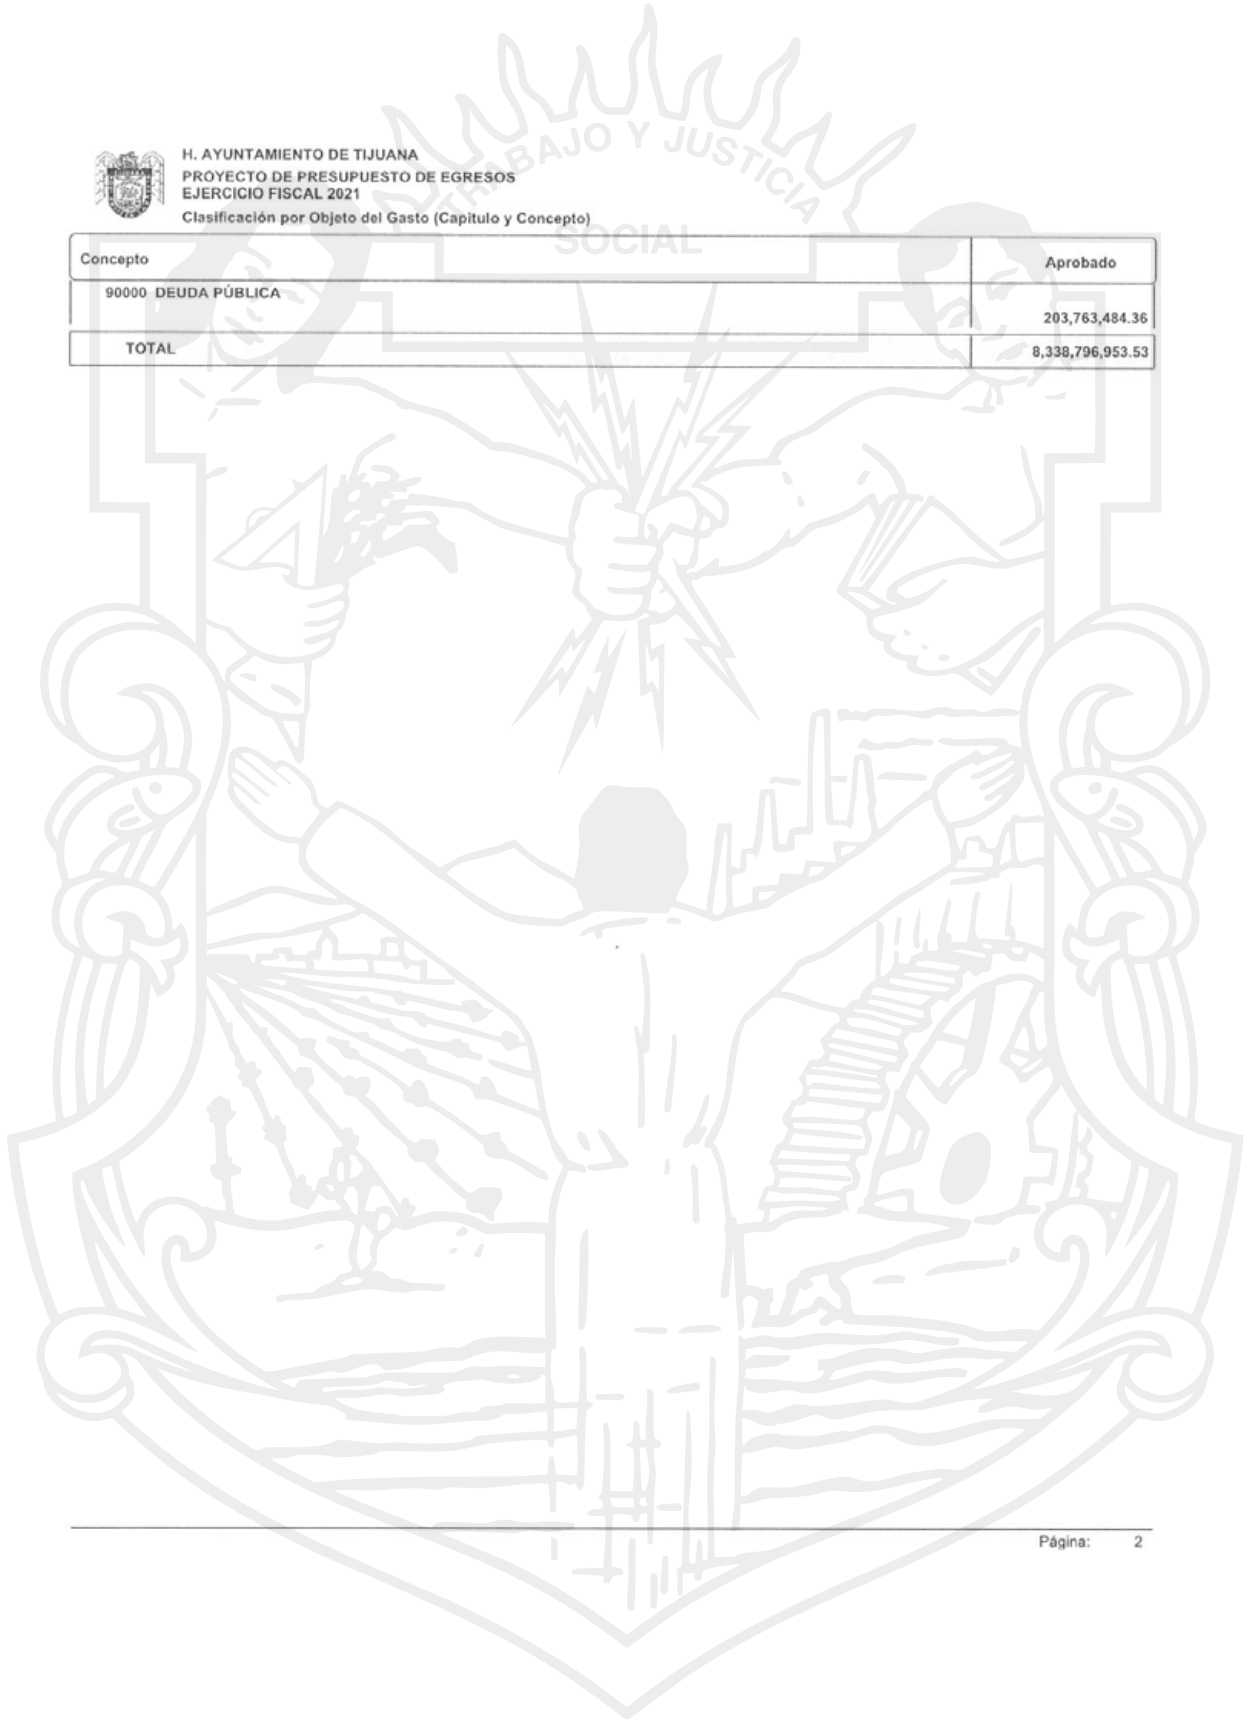 TRABAJO Y JUSTICIA
SOCIAL
H. AYUNTAMIENTO DE TIJUANA
PROYECTO DE PRESUPUESTO DE EGRESOS
EJERCICIO FISCAL 2021
Clasificación por Objeto del Gasto (Capitulo y Concepto)
Concepto Aprobado
90000 DEUDA PÚBLICA
203,763,484.36
TOTAL 8,338,796,953.53
Página: 2